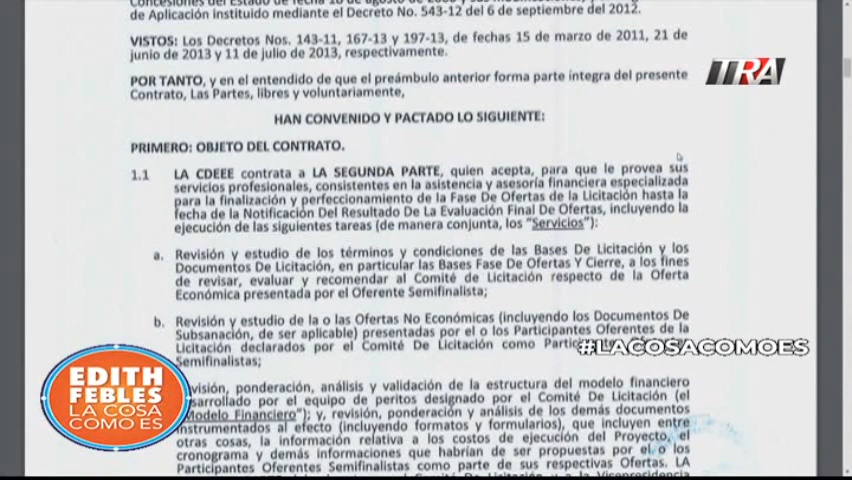 de Aplicación instituido mediante el Decreto No. 543-12 del 6 de septiembre del 2012.
VISTOS: Los Decretos Nos. 143-11, 167-13 y 197-13, de fechas 15 de marzo de 2011, 21 de
junio de 2013 y 11 de julio de 2013, respectivamente.
POR TANTO, y en el entendido de que el preámbulo anterior forma parte integra del presente
Contrato, Las Partes, libres y voluntariamente,
TRA
HAN CONVENIDO Y PACTADO LO SIGUIENTE:
PRIMERO: OBJETO DEL CONTRATO.
1.1 LA CDEEE contrata a LA SEGUNDA PARTE, quien acepta, para que le provea sus
servicios profesionales, consistentes en la asistencia y asesoría financiera especializada
para la finalización y perfeccionamiento de la Fase De Ofertas de la Licitación hasta la
fecha de la Notificación Del Resultado De La Evaluación Final De Ofertas, incluyendo la
ejecución de las siguientes tareas (de manera conjunta, los "Servicios"):
a. Revisión y estudio de los términos y condiciones de las Bases De Licitación y los
Documentos De Licitación, en particular las Bases Fase De Ofertas Y Cierre, a los fines
de revisar, evaluar y recomendar al Comité De Licitación respecto de la Oferta
Económica presentada por el Oferente Semifinalista;
b. Revisión y estudio de la o las Ofertas No Económicas (incluyendo los Documentos De
Subsanación, de ser aplicable) presentadas por el o los Participantes Oferentes de la
Licitación declarados por el Comité De Licitación como
#LACOSACOMOES
Semifinalistas;
EDITH
FEBLES
LA COSA
COMO ES
visión, ponderación, análisis y validación de la estructura del modelo financiero
sarrollado por el equipo de peritos designado por el Comité De Licitación (el
Modelo Financiero"); y, revisión, ponderación y análisis de los demás documentos
instrumentados al efecto (incluyendo formatos y formularios), que incluyen entre
otras cosas, la información relativa a los costos de ejecución del Proyecto, el
cronograma y demás informaciones que habrían de ser propuestas por el o los
Participantes Oferentes Semifinalistas como parte de sus respectivas Ofertas. LA